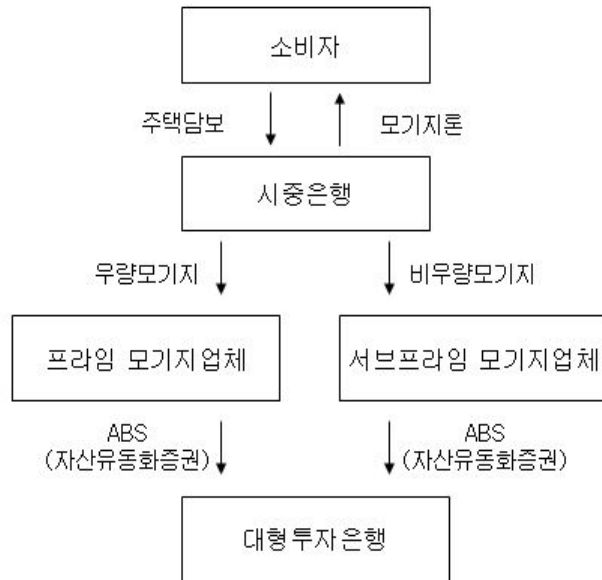 소비자
주택담보
모기지론
시중은행
우량모기지
비우량모기지
프라임 모기지업체
서브프라임 모기지업체
ABS
(자산유동화증권)
ABS
(자산유동화증권)
대형투자은행